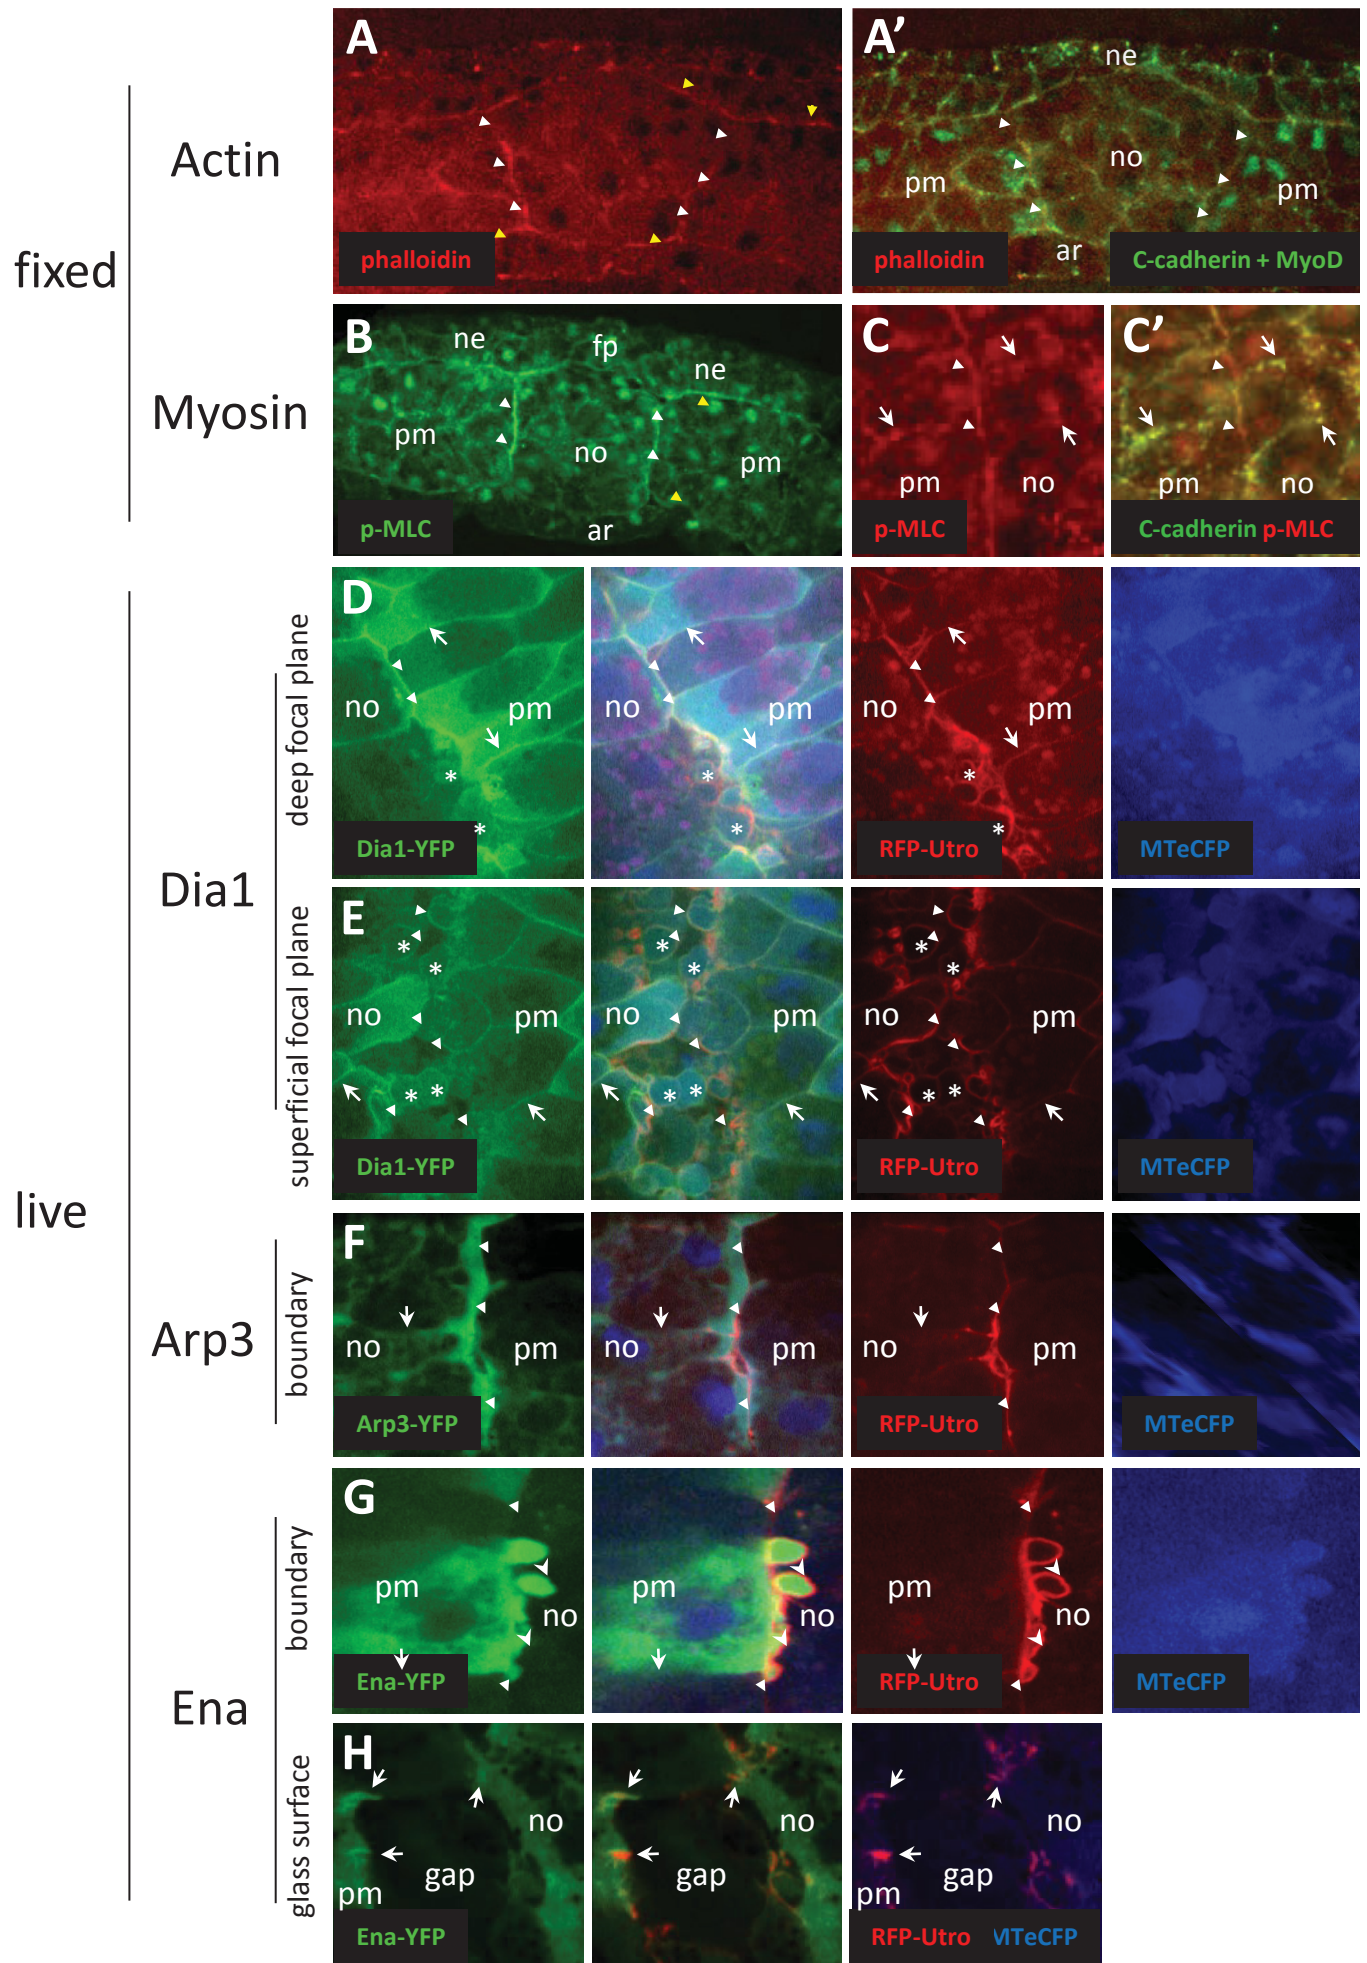 A
A′
ne
Actin
pm
no
pm
ar
phalloidin
phalloidin
C-cadherin + MyoD
fixed
B
ne
fp
ne
C
C′
Myosin
pm
no
pm
ar
p-MLC
pm
no
p-MLC
pm
no
C-cadherin p-MLC
deep focal plane
D
no
pm
no
pm
no
pm
*
*
*
*
*
*
Dia1-YFP
RFP-Utro
MTeCFP
Dia1
superficial focal plane
E
*
*
*
*
*
*
no
pm
no
pm
no
pm
*
*
*
*
*
*
Dia1-YFP
RFP-Utro
MTeCFP
live
Arp3
boundary
F
no
pm
no
pm
no
pm
Arp3-YFP
RFP-Utro
MTeCFP
boundary
G
pm
no
pm
no
pm
no
Ena-YFP
RFP-Utro
MTeCFP
Ena
glass surface
H
no
no
no
gap
gap
gap
pm
pm
Ena-YFP
RFP-Utro MTeCFP